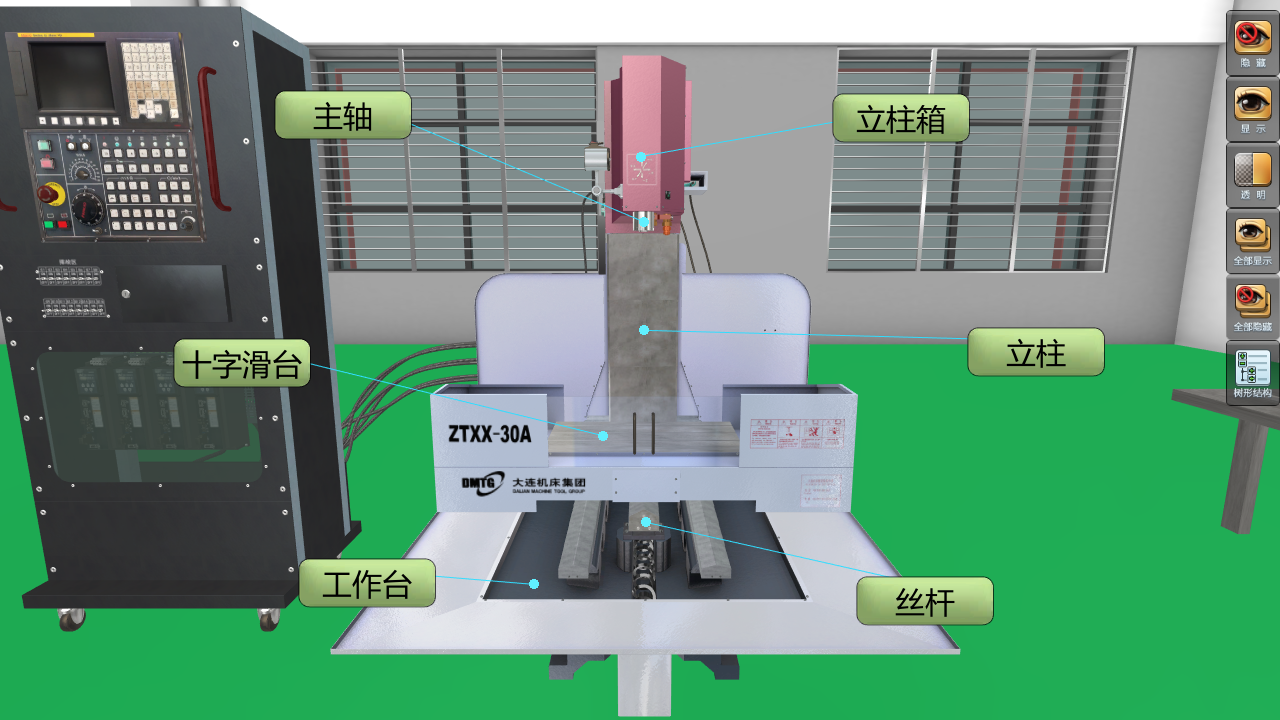 隐 藏
显 示
透 明
全部显示
全部隐藏
树形结构
主轴
立柱箱
立柱
十字滑台
ZTXX-30A
DMTG 大连机床集团
DALIAN MACHINE TOOL GROUP
工作台
丝杆